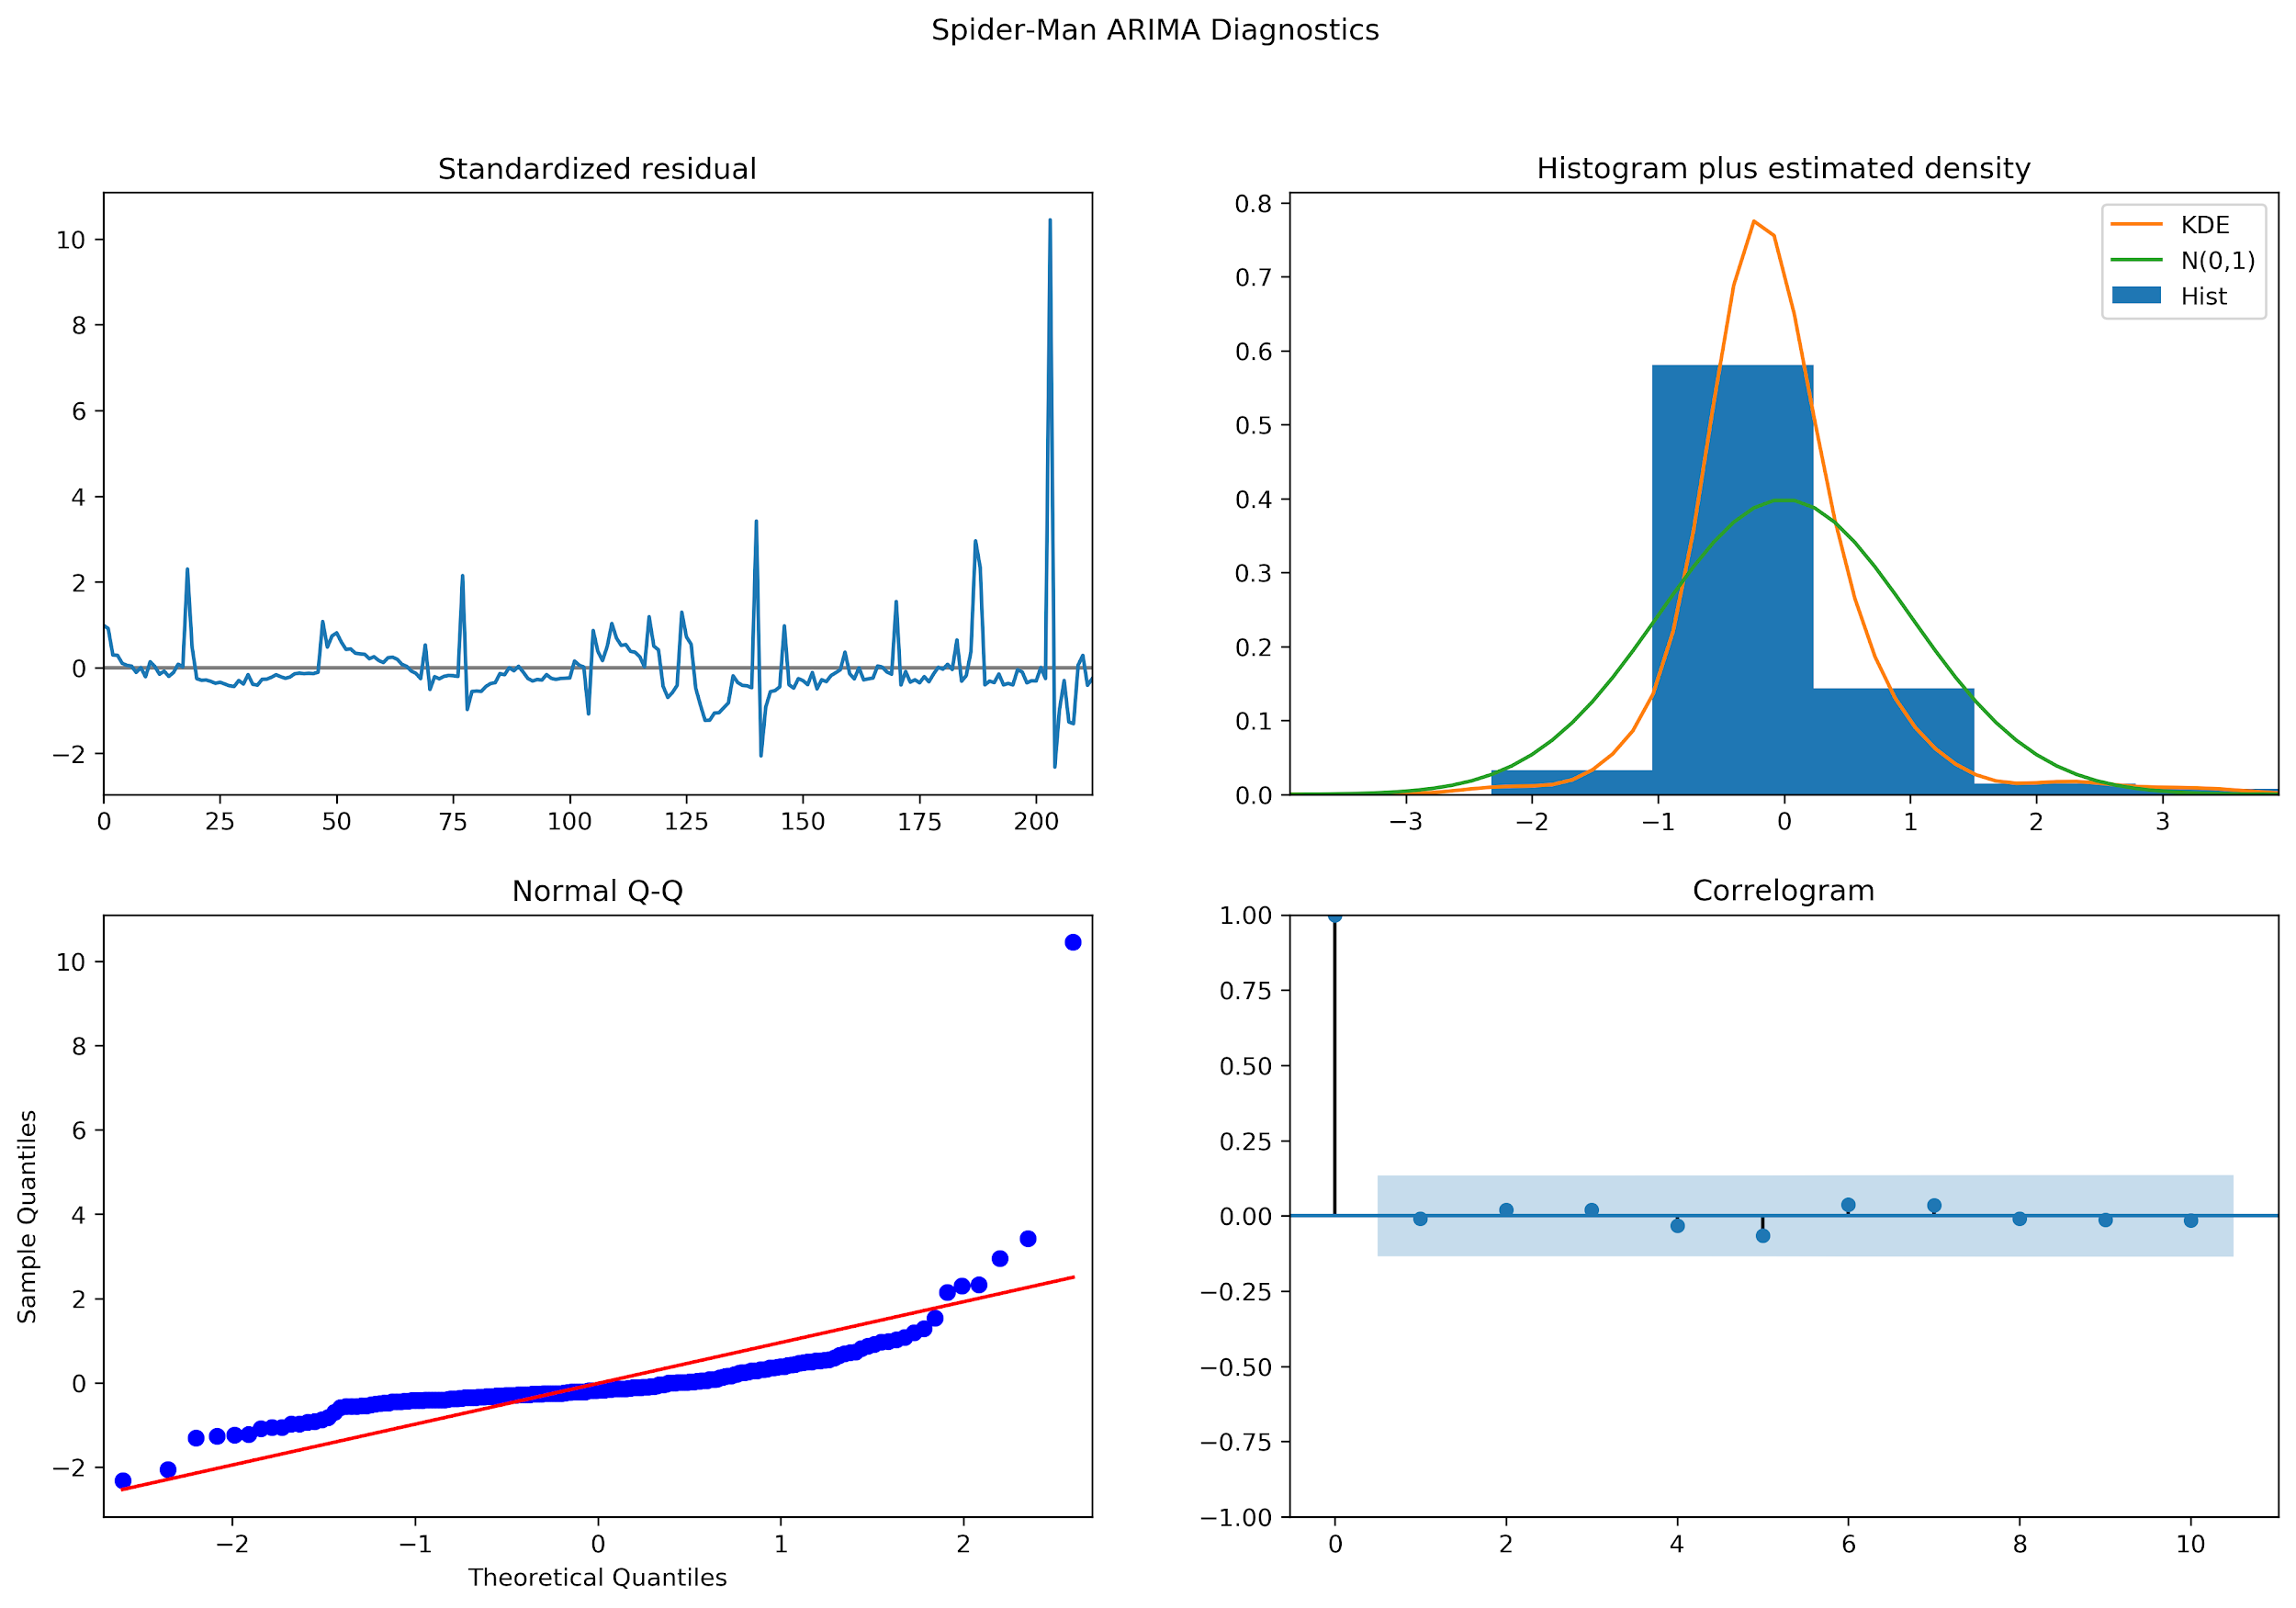 Spider-Man ARIMA Diagnostics
Standardized residual
10
8
6
4
2
0
−2
0 25 50 75 100 125 150 175 200
Histogram plus estimated density
KDE
N(0,1)
Hist
0.8
0.7
0.6
0.5
0.4
0.3
0.2
0.1
0.0
−3 −2 −1 0 1 2 3
Normal Q-Q
Sample Quantiles
10
8
6
4
2
0
−2
−2 −1 0 1 2
Theoretical Quantiles
Correlogram
1.00
0.75
0.50
0.25
0.00
−0.25
−0.50
−0.75
−1.00
0 2 4 6 8 10